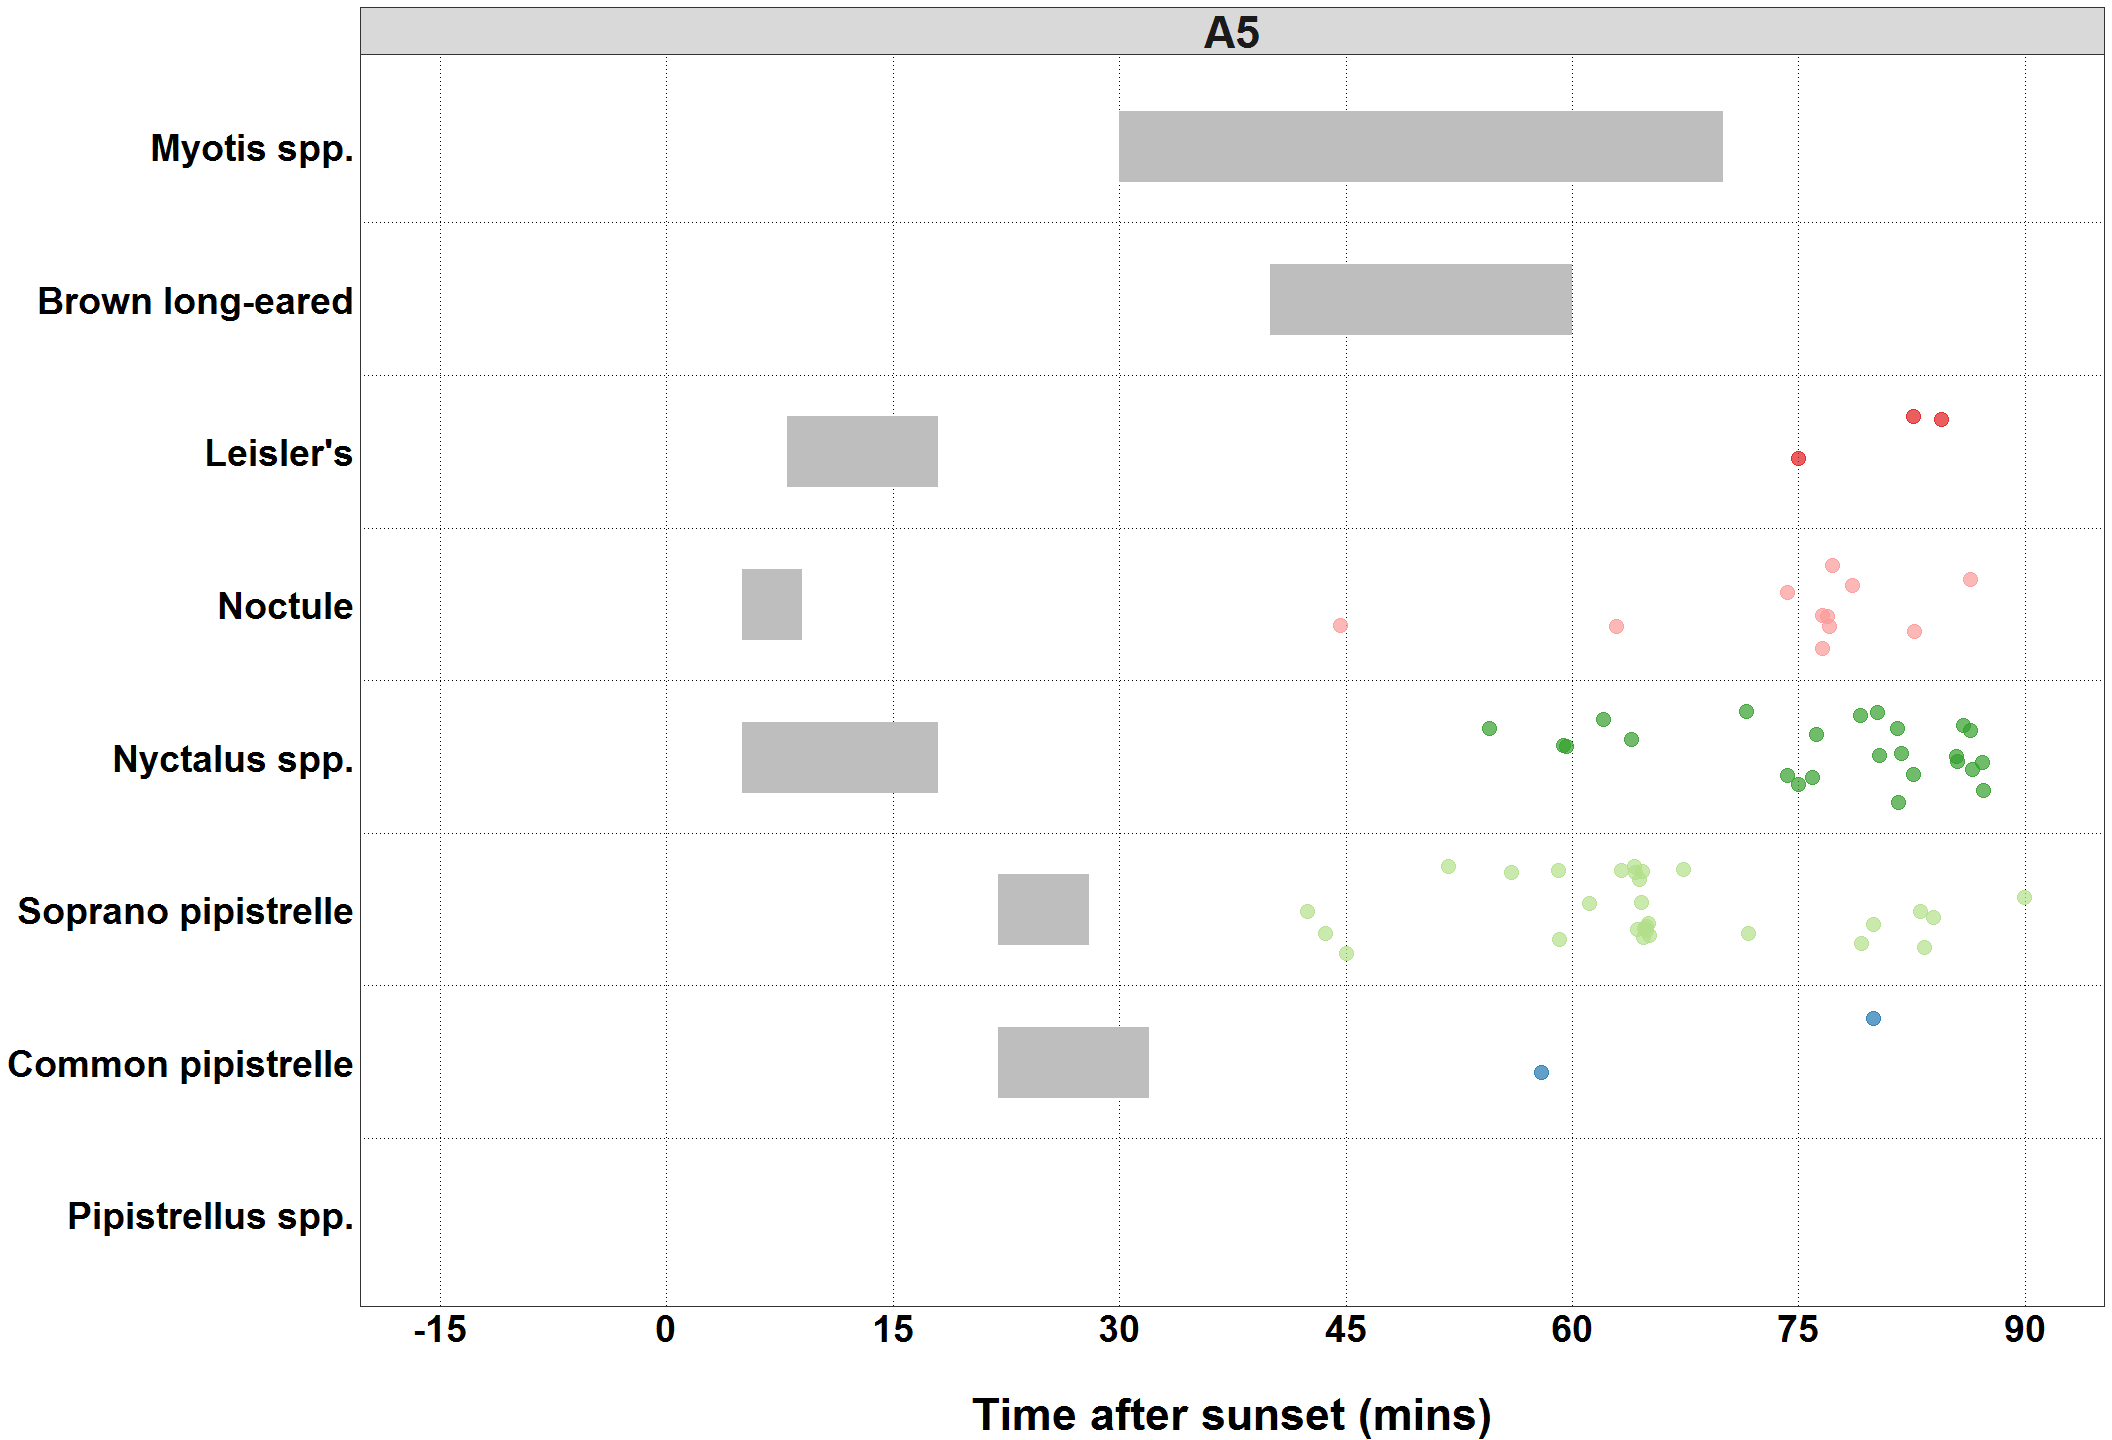 A5
Myotis spp.
Brown long-eared
Leisler's
Noctule
Nyctalus spp.
Soprano pipistrelle
Common pipistrelle
Pipistrellus spp.
-15 0 15 30 45 60 75 90
Time after sunset (mins)